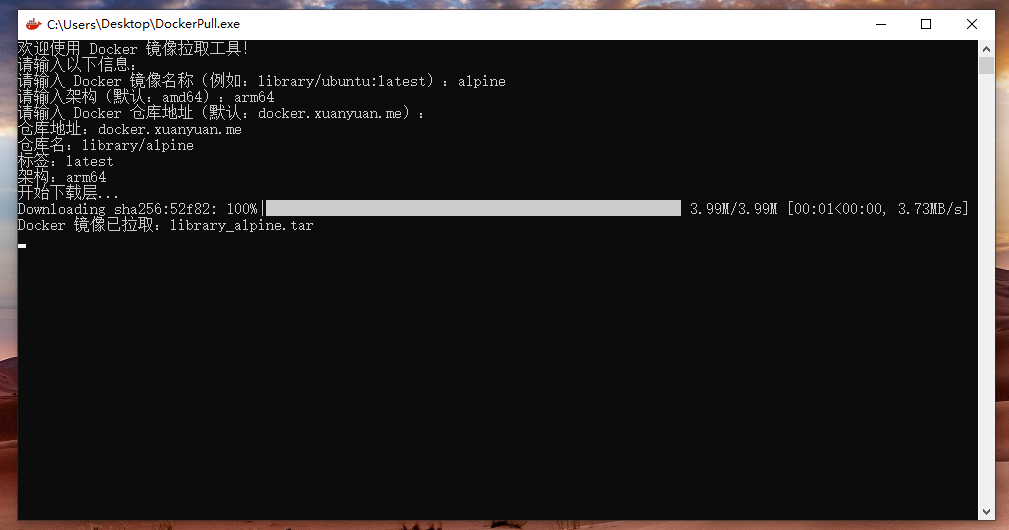 C:\Users\Desktop\DockerPull.exe
欢迎使用 Docker 镜像拉取工具!
请输入以下信息:
请输入 Docker 镜像名称（例如: library/ubuntu:latest）: alpine
请输入架构（默认: amd64）: arm64
请输入 Docker 仓库地址（默认: docker.xuanyuan.me）:
仓库地址: docker.xuanyuan.me
仓库名: library/alpine
标签: latest
架构: arm64
开始下载层...
Downloading sha256:52f82: 100%| 3.99M/3.99M [00:01<00:00, 3.73MB/s]
Docker 镜像已拉取: library_alpine.tar